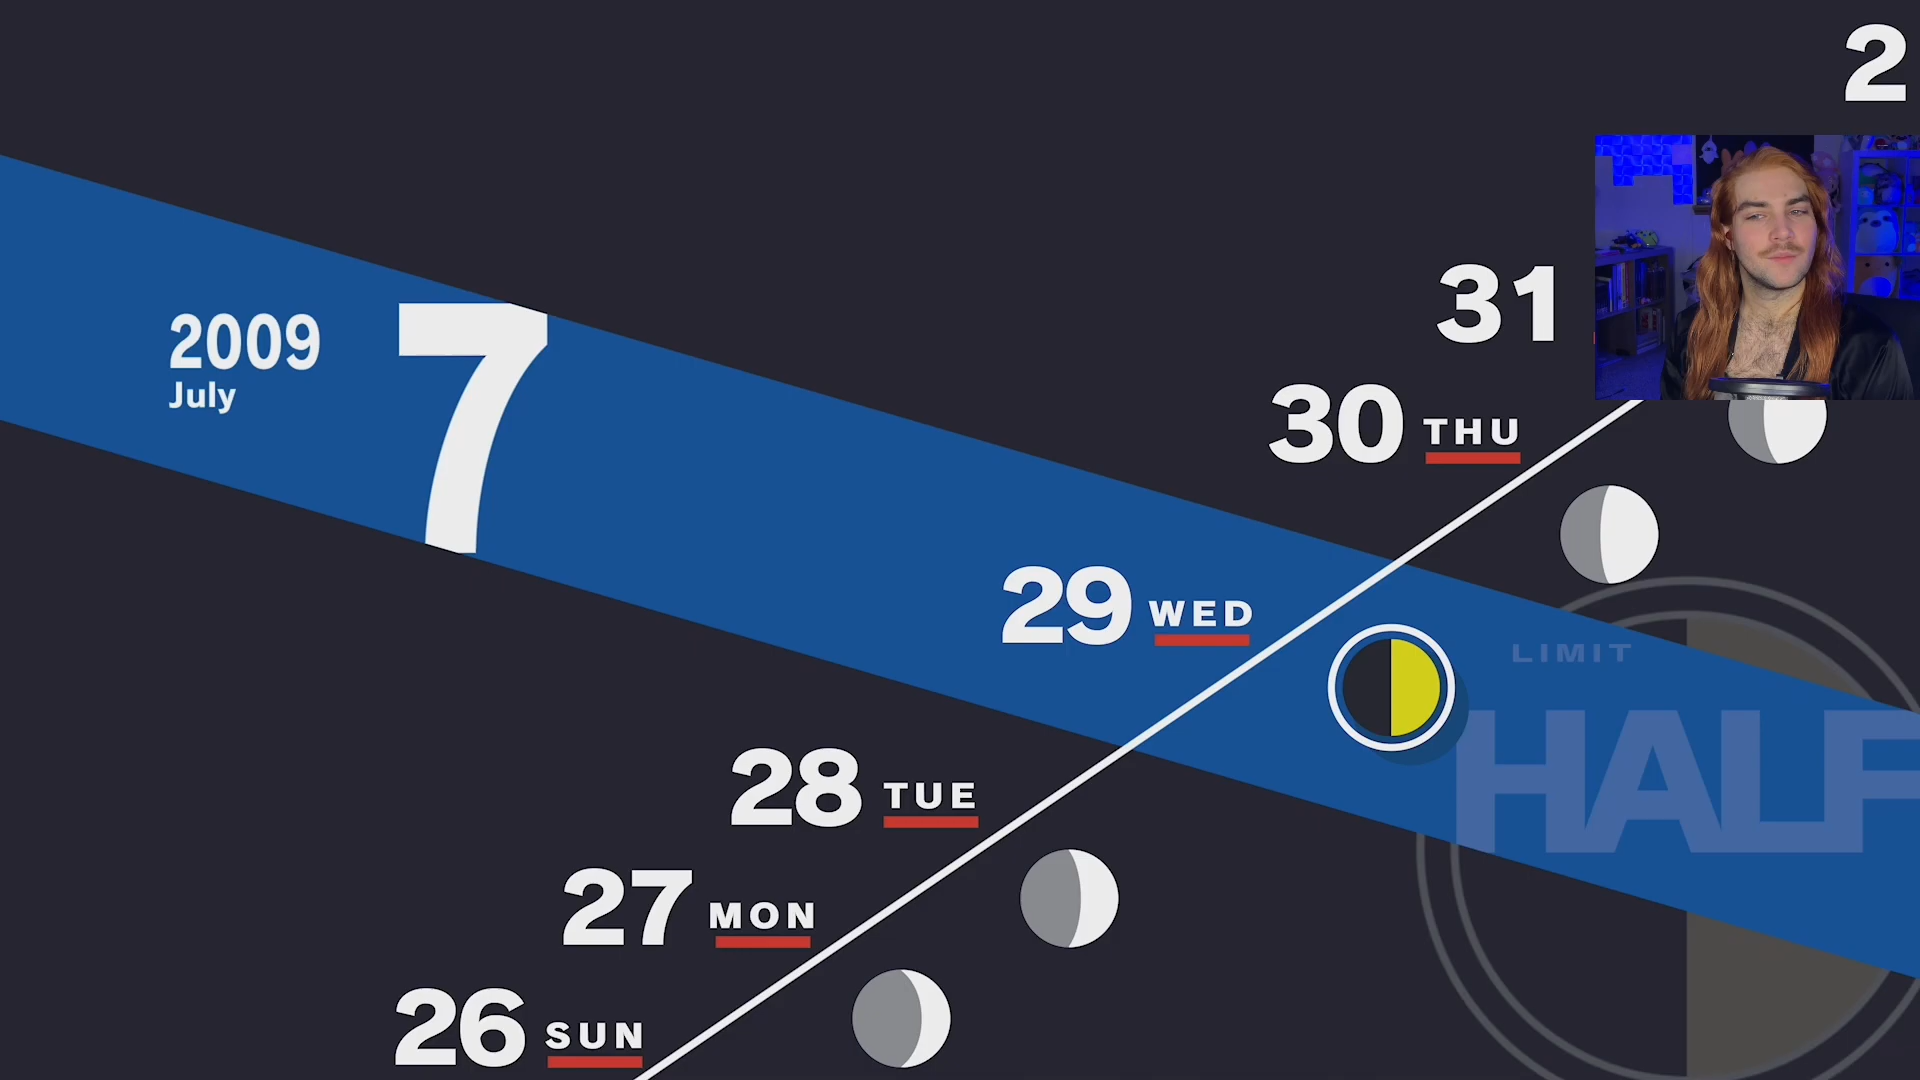 2
31
30 THU
2009
July
7
29 WED
LIMIT
HALF
28 TUE
27 MON
26 SUN